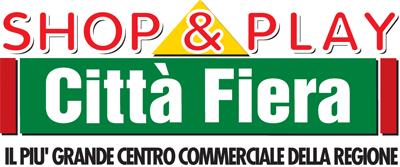 SHOP & PLAY
Città Fiera
IL PIU' GRANDE CENTRO COMMERCIALE DELLA REGIONE